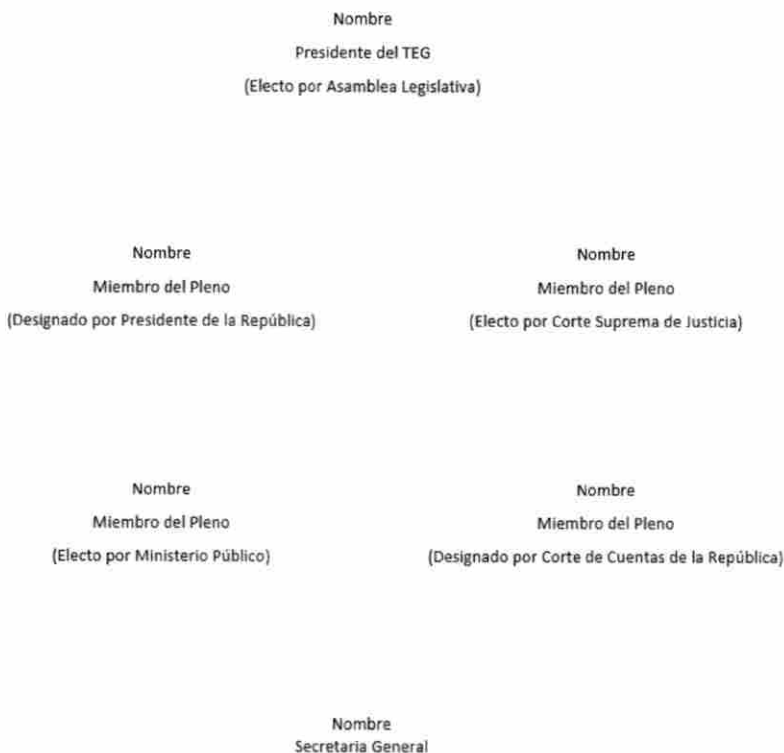 Nombre
Presidente del TEG
(Electo por Asamblea Legislativa)
Nombre
Miembro del Pleno
(Designado por Presidente de la República)
Nombre
Miembro del Pleno
(Electo por Corte Suprema de Justicia)
Nombre
Miembro del Pleno
(Electo por Ministerio Público)
Nombre
Miembro del Pleno
(Designado por Corte de Cuentas de la República)
Nombre
Secretaria General